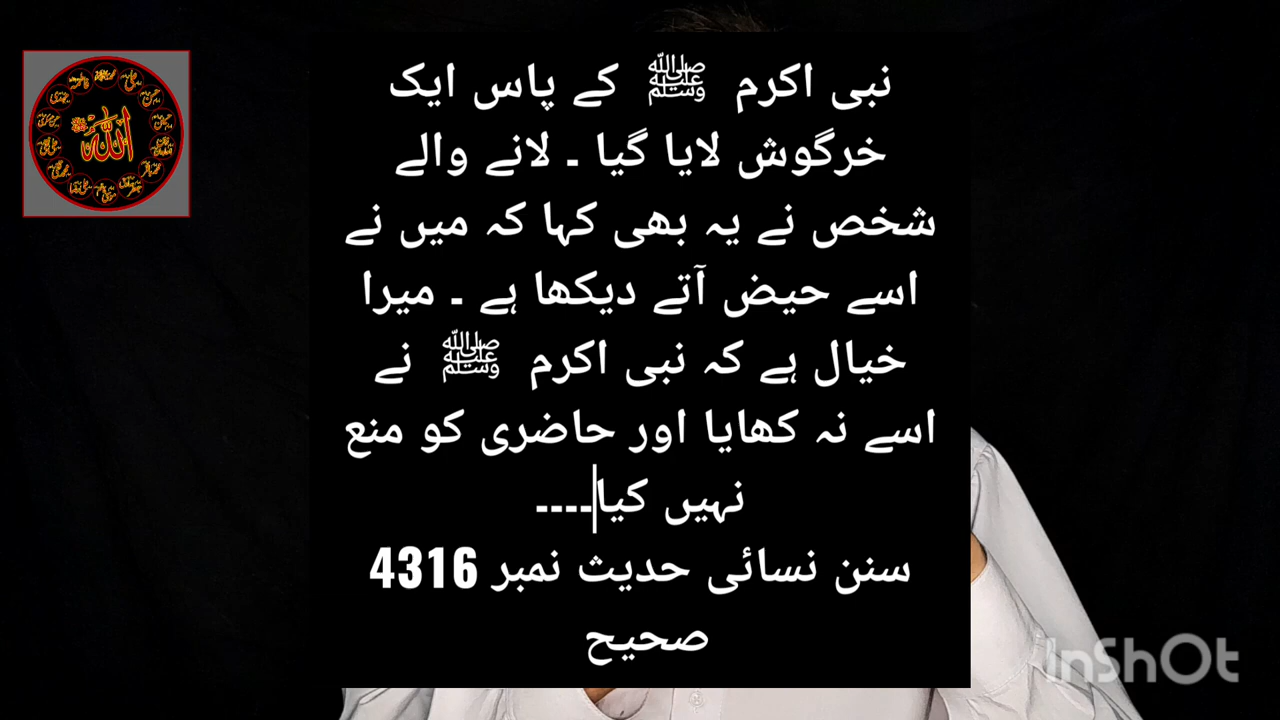 نبی اکرم ﷺ کے پاس ایک
خرگوش لایا گیا ۔ لانے والے
شخص نے یہ بھی کہا کہ میں نے
اسے حیض آتے دیکھا ہے ۔ میرا
خیال ہے کہ نبی اکرم ﷺ نے
اسے نہ کھایا اور حاضری کو منع
نہیں کیا۔۔۔۔
سنن نسائی حدیث نمبر 4316
صحیح
الله
InShOt